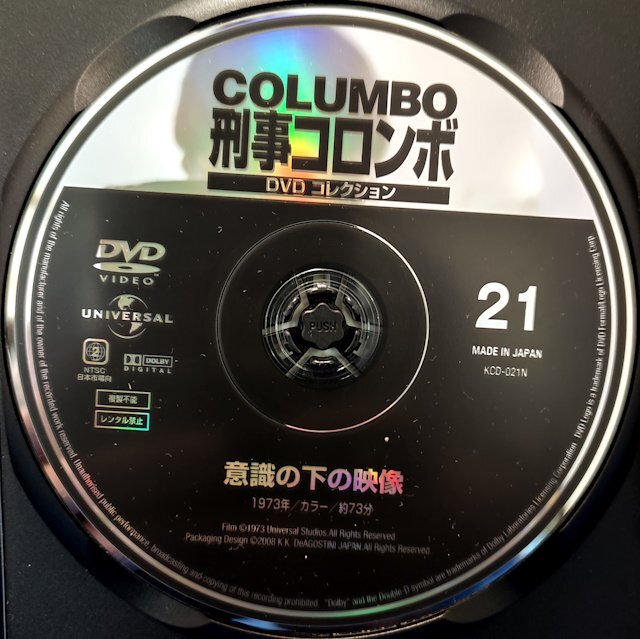 COLUMBO
刑事コロンボ
DVD コレクション
DVD
VIDEO
UNIVERSAL
2
NTSC
日本市場向
DOLBY
DIGITAL
複製不能
レンタル禁止
PUSH
21
MADE IN JAPAN
KCD-021N
意識の下の映像
1973年/カラー/約73分
Film ©1973 Universal Studios. All Rights Reserved.
Packaging Design ©2008 K.K. DeAGOSTINI JAPAN. All Rights Reserved.
All rights of the manufacturer and of the owner of the recorded work reserved. Unauthorised public performance, broadcasting and copying of this recording prohibited. "Dolby" and the Double-D symbol are trademarks of Dolby Laboratories Licensing Corporation. DVD Logo is a trademark of DVD Format/Logo Licensing Corp.